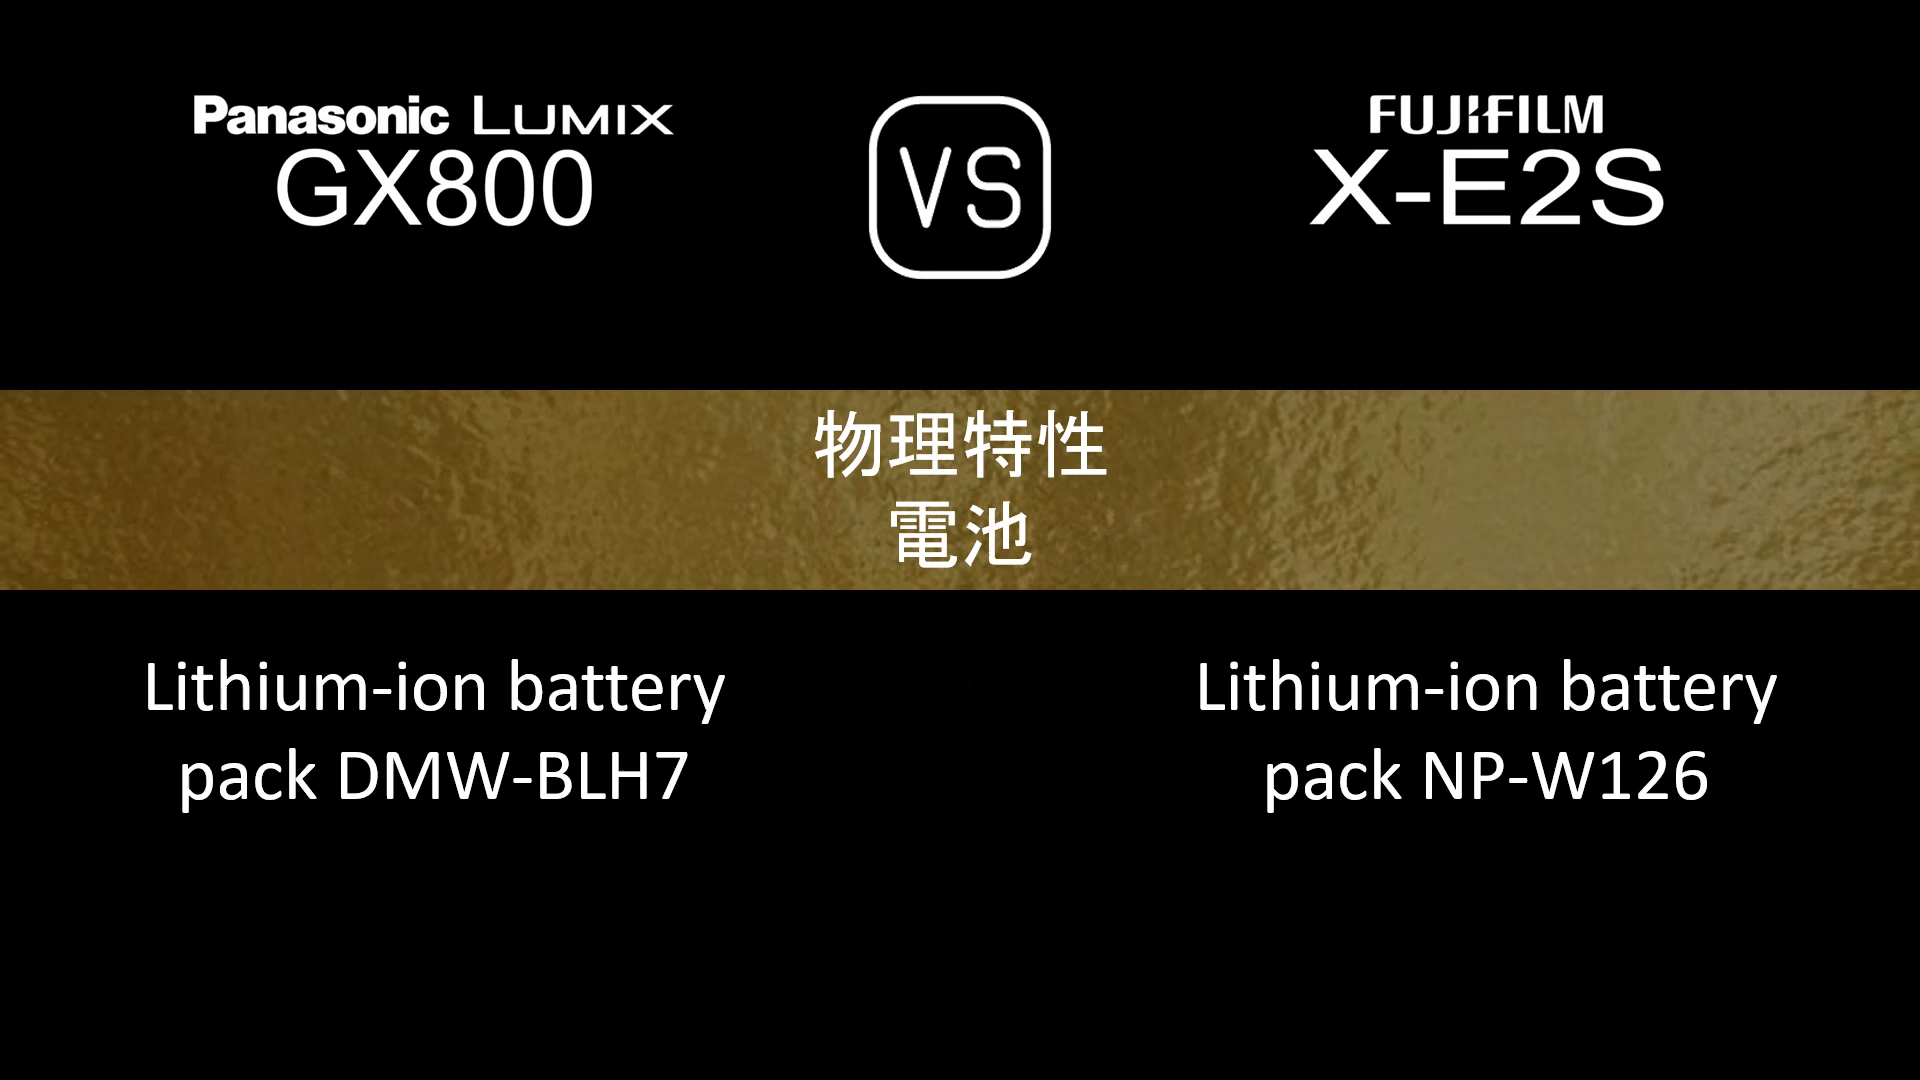 Panasonic LUMIX
GX800
VS
FUJIFILM
X-E2S
物理特性
電池
Lithium-ion battery
pack DMW-BLH7
Lithium-ion battery
pack NP-W126